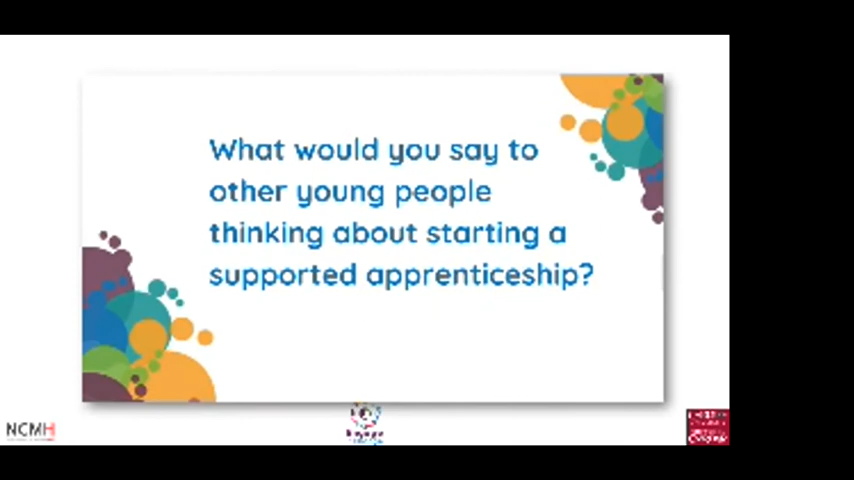 What would you say to
other young people
thinking about starting a
supported apprenticeship?
NCMH